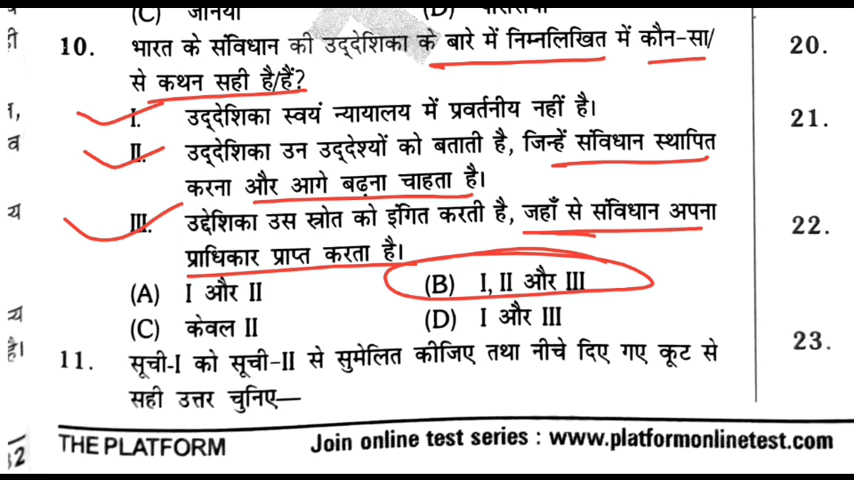 (C) जानया (D)
10. भारत के संविधान की उद्देशिका के बारे में निम्नलिखित में कौन-सा/
से कथन सही है/हैं?
I. उद्देशिका स्वयं न्यायालय में प्रवर्तनीय नहीं है।
II. उद्देशिका उन उद्देश्यों को बताती है, जिन्हें संविधान स्थापित
करना और आगे बढ़ना चाहता है।
III. उद्देशिका उस स्रोत को इंगित करती है, जहाँ से संविधान अपना
प्राधिकार प्राप्त करता है।
(A) I और II (B) I, II और III
(C) केवल II (D) I और III
11. सूची-I को सूची-II से सुमेलित कीजिए तथा नीचे दिए गए कूट से
सही उत्तर चुनिए—
THE PLATFORM Join online test series : www.platformonlinetest.com
20.
21.
22.
23.